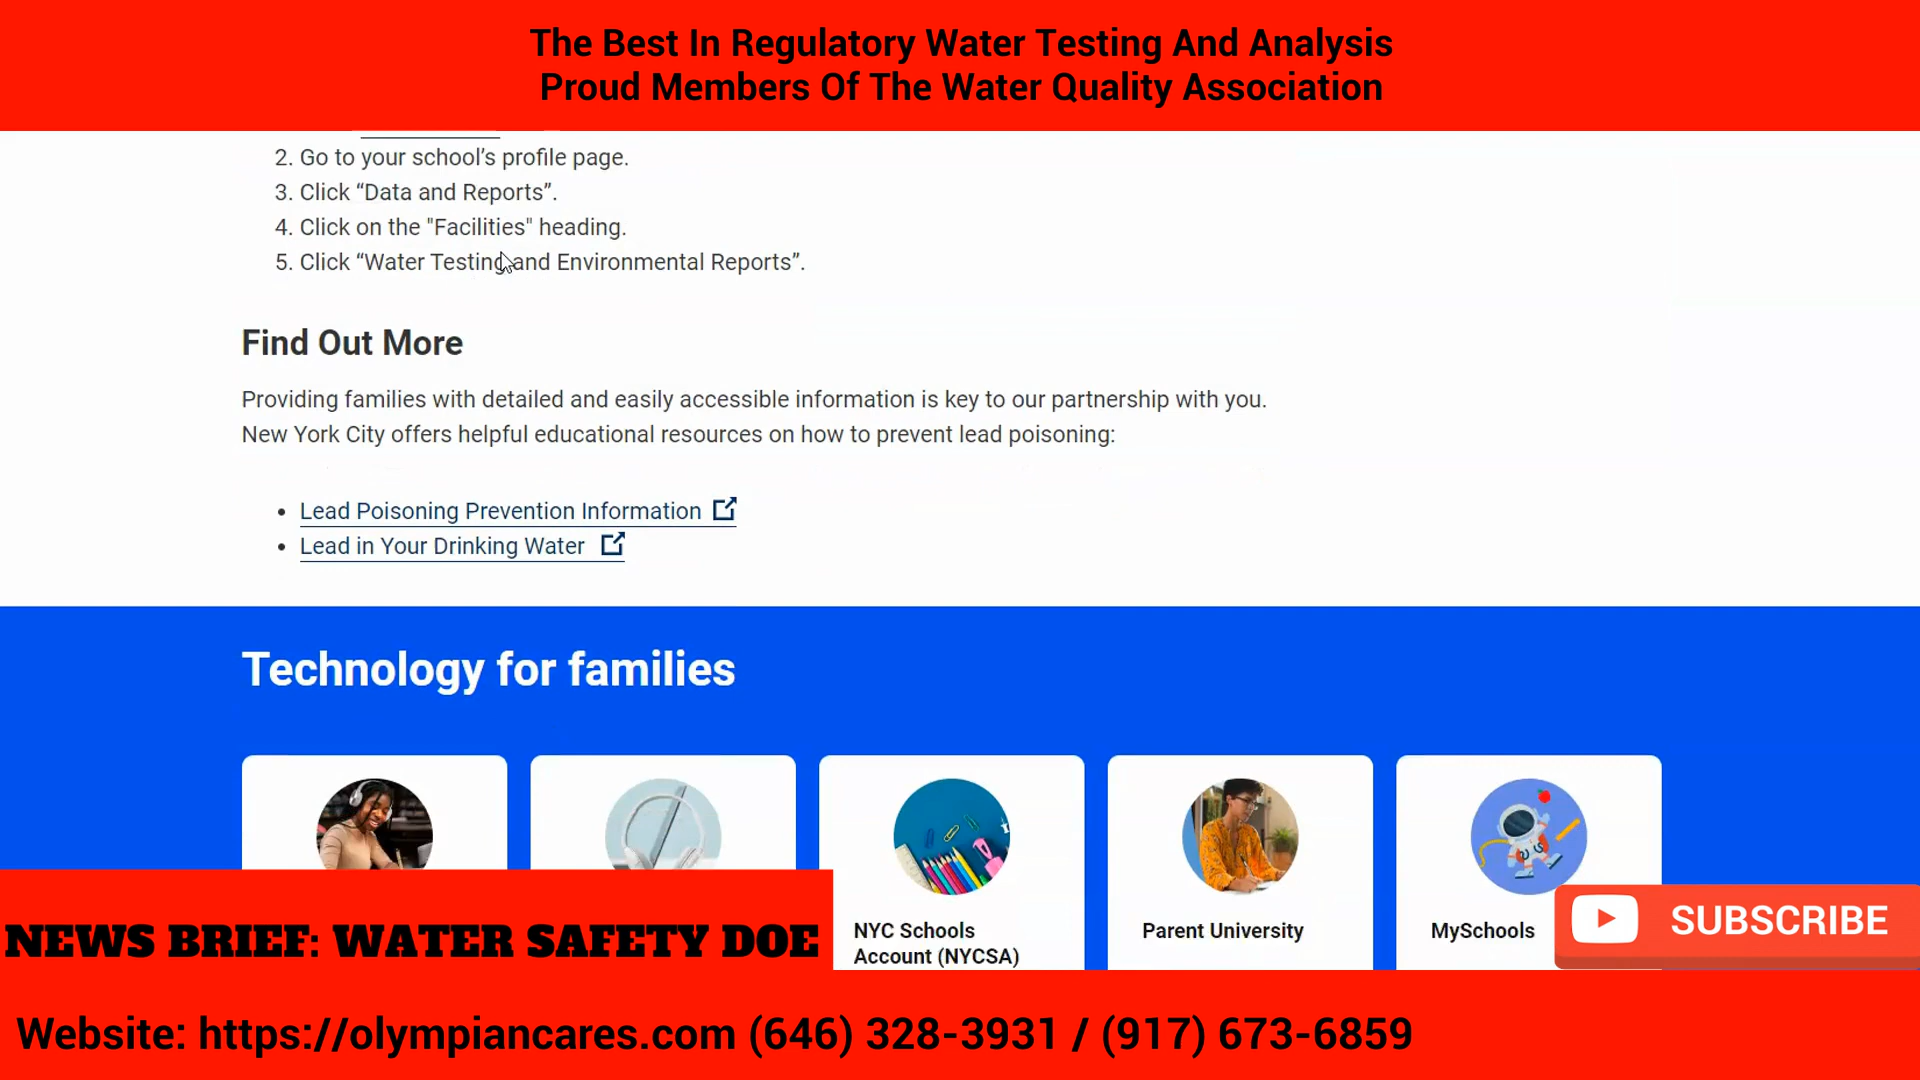 The Best In Regulatory Water Testing And Analysis
Proud Members Of The Water Quality Association
2. Go to your school’s profile page.
3. Click “Data and Reports”.
4. Click on the "Facilities" heading.
5. Click “Water Testing and Environmental Reports”.
Find Out More
Providing families with detailed and easily accessible information is key to our partnership with you.
New York City offers helpful educational resources on how to prevent lead poisoning:
• Lead Poisoning Prevention Information
• Lead in Your Drinking Water
Technology for families
NYC Schools
Account (NYCSA)
Parent University
MySchools
SUBSCRIBE
NEWS BRIEF: WATER SAFETY DOE
Website: https://olympiancares.com (646) 328-3931 / (917) 673-6859